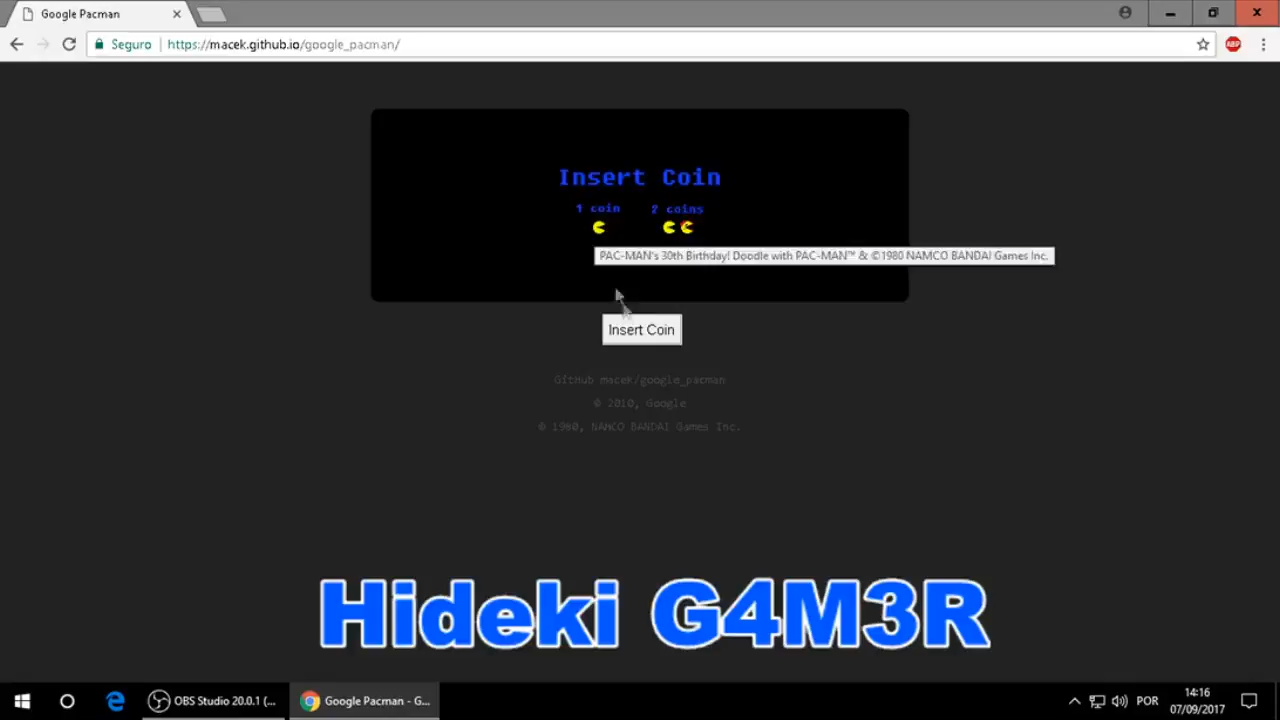 Google Pacman
Seguro
https://macek.github.io/google_pacman/
ABP
Insert Coin
1 coin 2 coins
PAC-MAN's 30th Birthday! Doodle with PAC-MAN™ & ©1980 NAMCO BANDAI Games Inc.
Insert Coin
GitHub macek/google_pacman
© 2010, Google
© 1980, NAMCO BANDAI Games Inc.
Hideki G4M3R
OBS Studio 20.0.1 (...
Google Pacman - G...
POR
14:16
07/09/2017